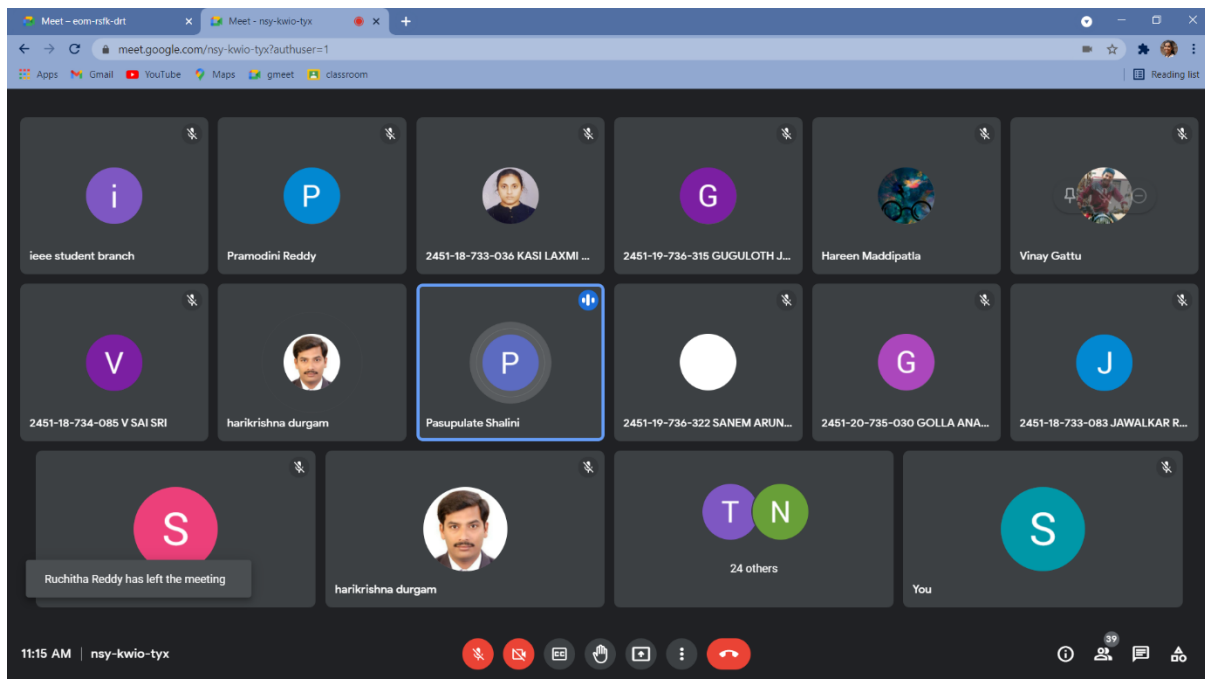 Meet – eom-rsfk-drt
Meet - nsy-kwio-tyx
meet.google.com/nsy-kwio-tyx?authuser=1
Apps Gmail YouTube Maps gmeet classroom Reading list
i P G
ieee student branch Pramodini Reddy 2451-18-733-036 KASI LAXMI ... 2451-19-736-315 GUGULOTH J... Hareen Maddipatla Vinay Gattu
V P G J
2451-18-734-085 V SAI SRI harikrishna durgam Pasupulate Shalini 2451-19-736-322 SANEM ARUN... 2451-20-735-030 GOLLA ANA... 2451-18-733-083 JAWALKAR R...
S T N S
24 others
Ruchitha Reddy has left the meeting
harikrishna durgam You
11:15 AM | nsy-kwio-tyx CC 39